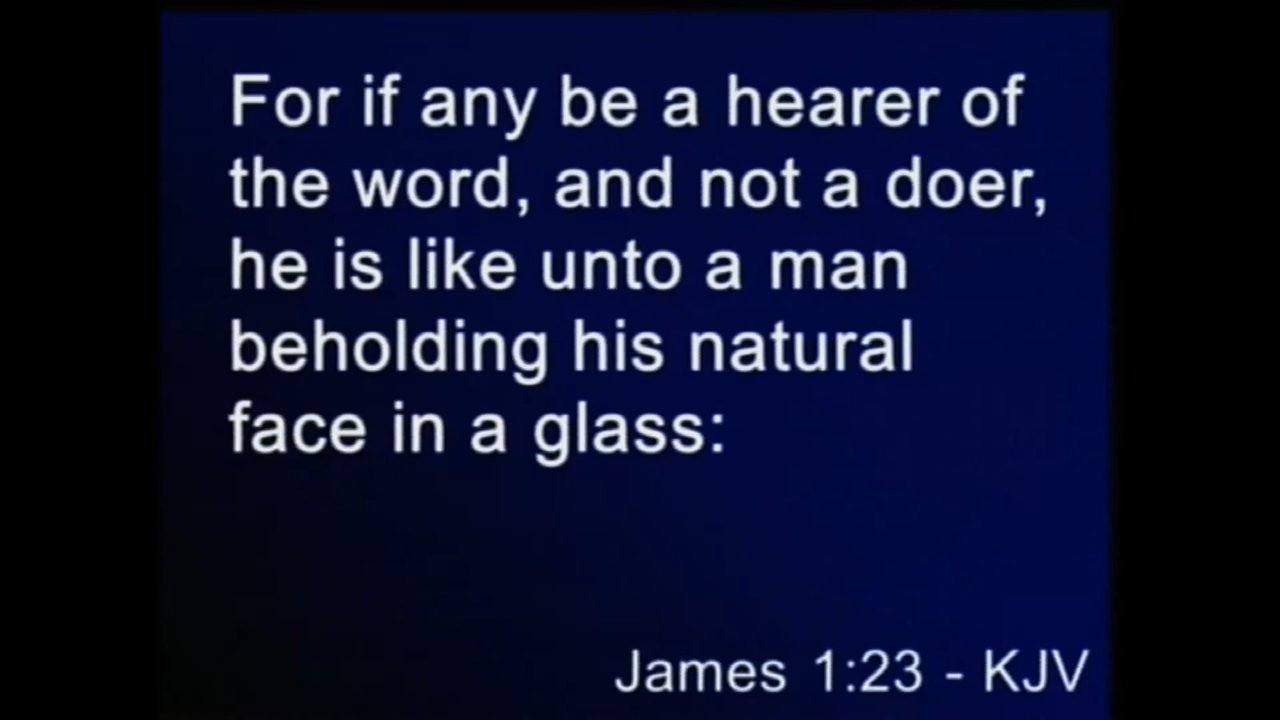 For if any be a hearer of
the word, and not a doer,
he is like unto a man
beholding his natural
face in a glass:
James 1:23 - KJV